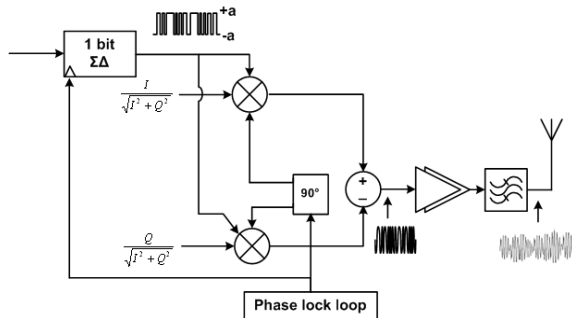 +a
-a
1 bit
ΣΔ
I
√I² + Q²
90°
+
−
Q
√I² + Q²
Phase lock loop